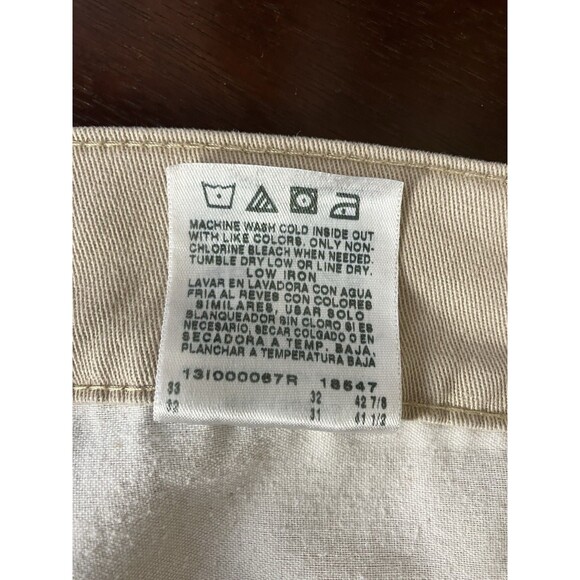 MACHINE WASH COLD INSIDE OUT
WITH LIKE COLORS, ONLY NON-
CHLORINE BLEACH WHEN NEEDED.
TUMBLE DRY LOW OR LINE DRY.
LOW IRON
LAVAR EN LAVADORA CON AGUA
FRIA AL REVES CON COLORES
SIMILARES, USAR SOLO
BLANQUEADOR SIN CLORO SI ES
NECESARIO, SECAR COLGADO O EN
SECADORA A TEMP. BAJA,
PLANCHAR A TEMPERATURA BAJA
13I000067R 18547
33 32 42 7/8
32 31 41 1/2